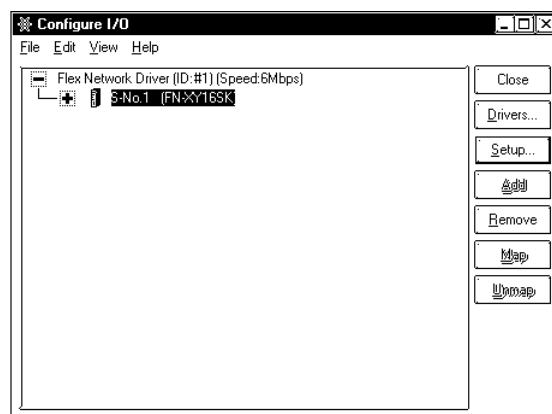 Configure I/O
File Edit View Help
Flex Network Driver (ID:#1) (Speed:6Mbps)
S-No.1 (FN-XY16SK)
Close
Drivers...
Setup...
Add
Remove
Map
Unmap